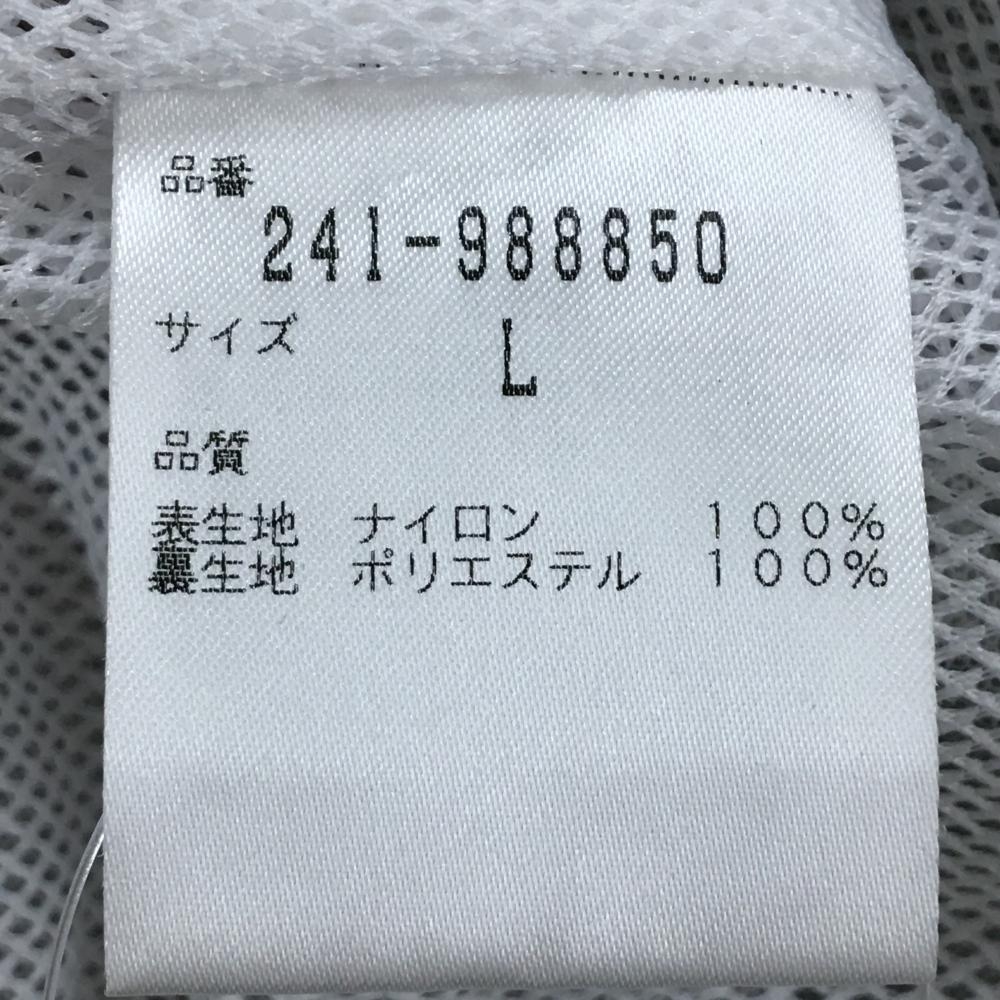 品番
241-988850
サイズ
L
品質
表生地 ナイロン 100%
裏生地 ポリエステル 100%